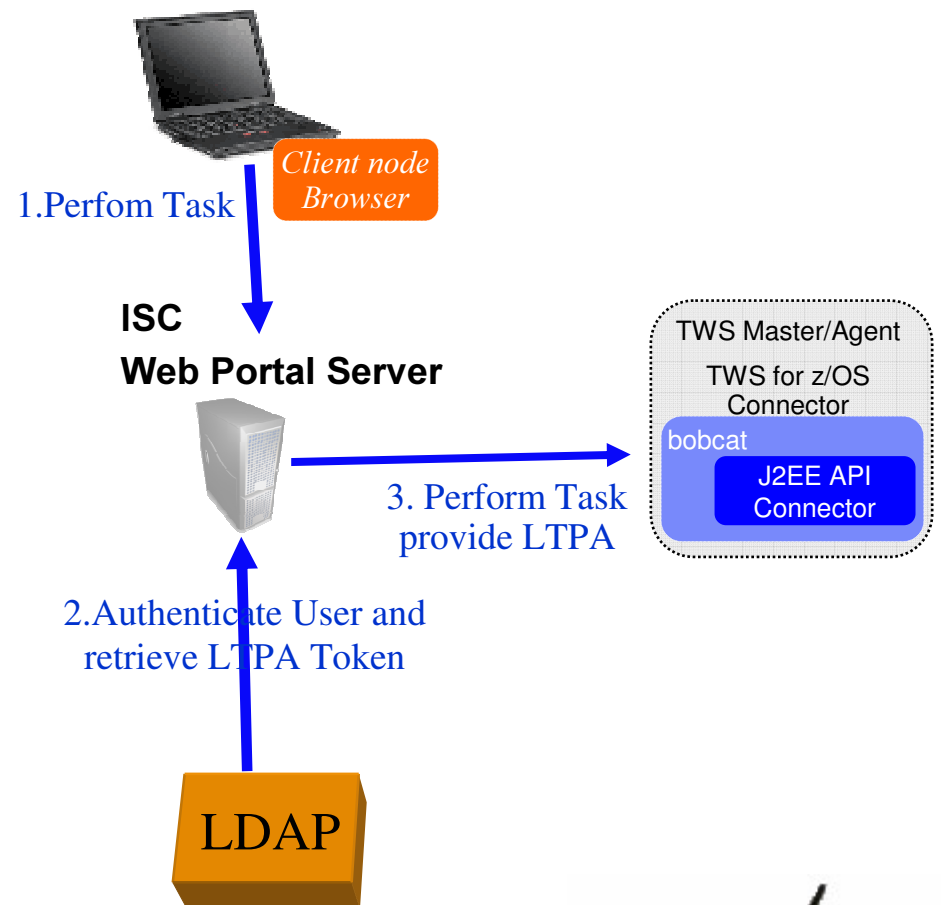 Client node
Browser
1.Perfom Task
ISC
Web Portal Server
TWS Master/Agent
TWS for z/OS
Connector
bobcat
J2EE API
Connector
3. Perform Task
provide LTPA
2.Authenticate User and
retrieve LTPA Token
LDAP